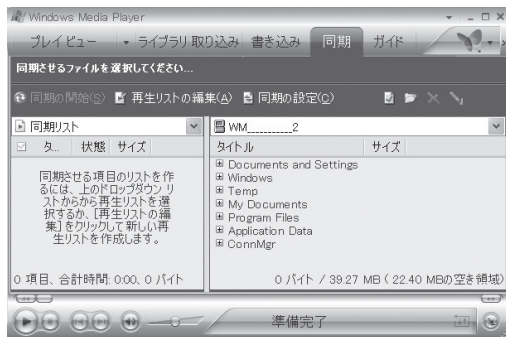 Windows Media Player
プレイビュー ライブラリ 取り込み 書き込み 同期 ガイド
同期させるファイルを選択してください...
同期の開始(S) 再生リストの編集(A) 同期の設定(C)
同期リスト
WM__________2
タ... 状態 サイズ
タイトル サイズ
同期させる項目のリストを作
るには、上のドロップダウン リ
ストからから再生リストを選
択するか、[再生リストの編
集]をクリックして新しい再
生リストを作成します。
Documents and Settings
Windows
Temp
My Documents
Program Files
Application Data
ConnMgr
0 項目、合計時間: 0:00、0 バイト
0 バイト / 39.27 MB ( 22.40 MBの空き領域)
準備完了